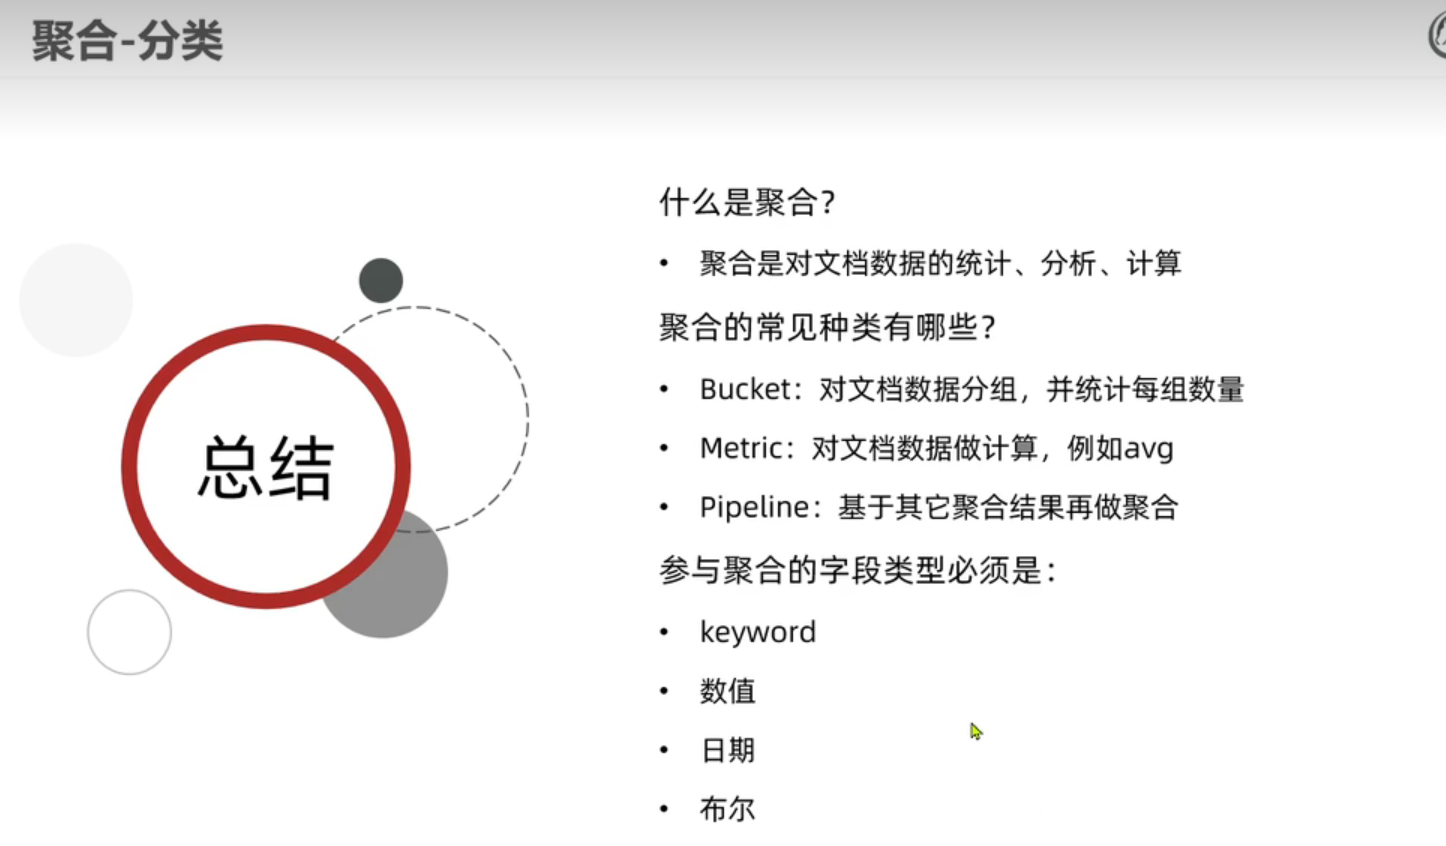 聚合-分类
什么是聚合？
• 聚合是对文档数据的统计、分析、计算
聚合的常见种类有哪些？
• Bucket：对文档数据分组，并统计每组数量
• Metric：对文档数据做计算，例如avg
• Pipeline：基于其它聚合结果再做聚合
参与聚合的字段类型必须是：
• keyword
• 数值
• 日期
• 布尔
总结